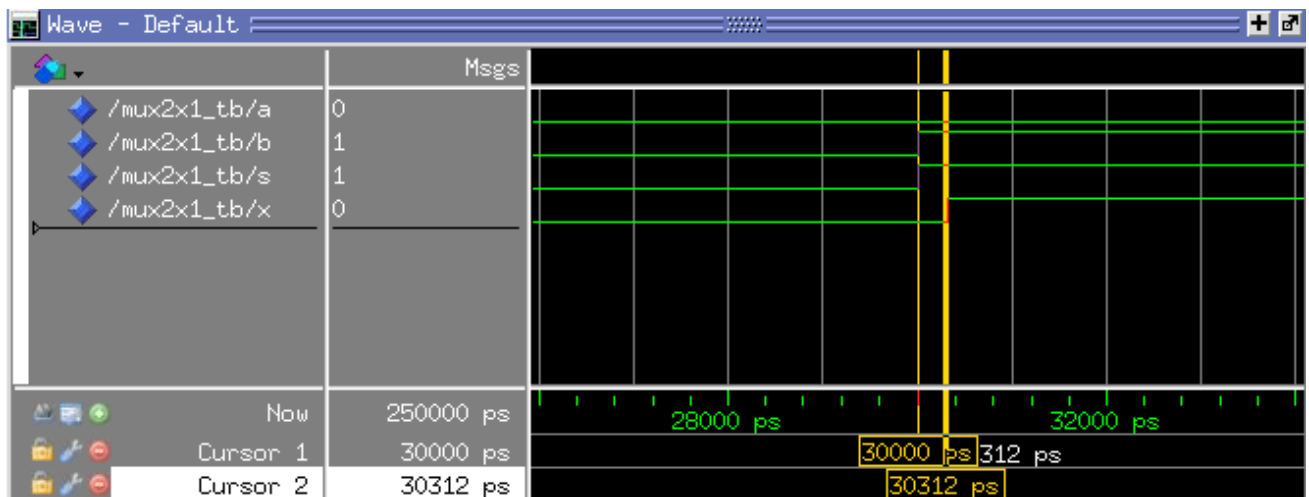 Wave - Default
Msgs
/mux2x1_tb/a 0
/mux2x1_tb/b 1
/mux2x1_tb/s 1
/mux2x1_tb/x 0
Now 250000 ps 28000 ps 32000 ps
Cursor 1 30000 ps 30000 ps 312 ps
Cursor 2 30312 ps 30312 ps